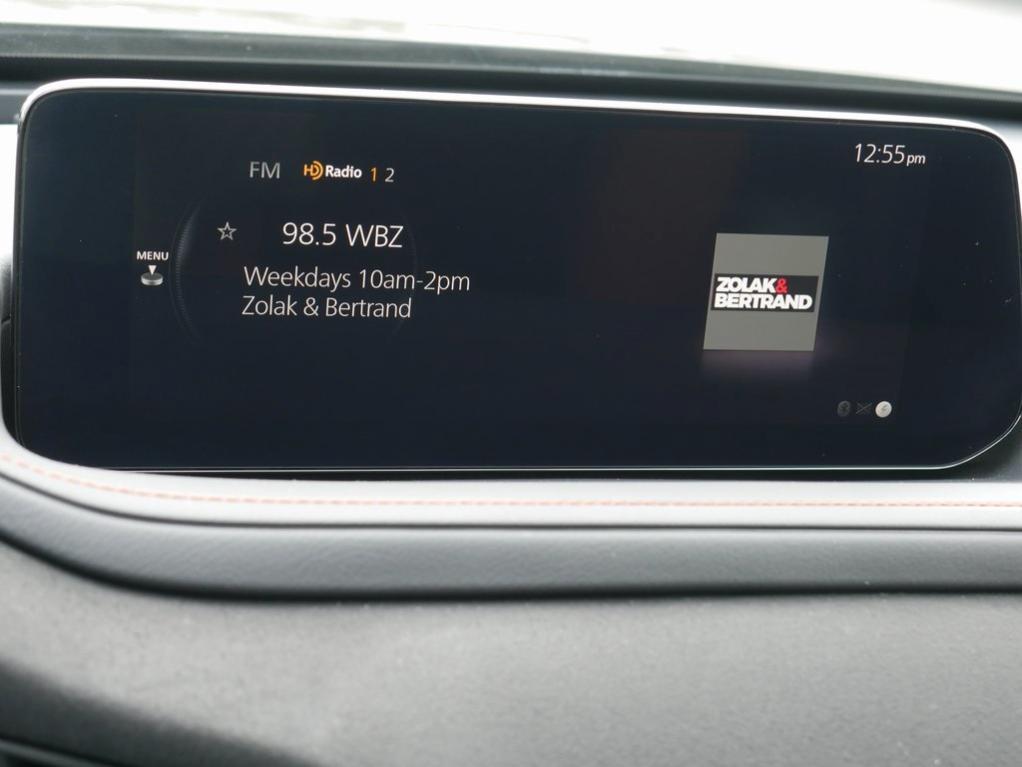 12:55pm
FM HD Radio 1 2
98.5 WBZ
MENU
Weekdays 10am-2pm
Zolak & Bertrand
ZOLAK&
BERTRAND